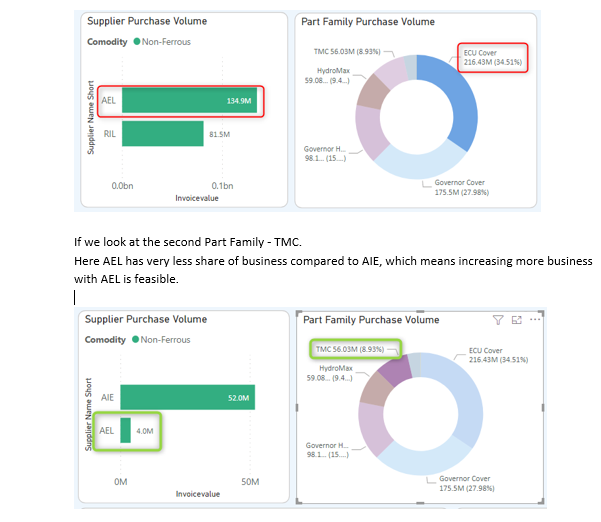 Supplier Purchase Volume
Comodity Non-Ferrous
Supplier Name Short
AEL 134.9M
RIL 81.5M
0.0bn 0.1bn
Invoicevalue
Part Family Purchase Volume
TMC 56.03M (8.93%)
ECU Cover
216.43M (34.51%)
HydroMax
59.08... (9.4...)
Governor H...
98.1... (15....)
Governor Cover
175.5M (27.98%)
If we look at the second Part Family - TMC.
Here AEL has very less share of business compared to AIE, which means increasing more business
with AEL is feasible.
Supplier Purchase Volume
Comodity Non-Ferrous
Supplier Name Short
AIE 52.0M
AEL 4.0M
0M 50M
Invoicevalue
Part Family Purchase Volume
TMC 56.03M (8.93%)
ECU Cover
216.43M (34.51%)
HydroMax
59.08... (9.4...)
Governor H...
98.1... (15....)
Governor Cover
175.5M (27.98%)